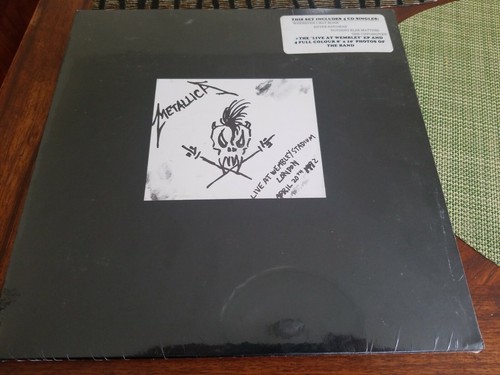 THIS SET INCLUDES 4 CD SINGLES:
+ THE 'LIVE AT WEMBLEY' EP AND
4 FULL COLOUR 8" x 12" PHOTOS OF
THE BAND
METALLICA
LIVE AT WEMBLEY STADIUM
LONDON
APRIL 20TH 1992